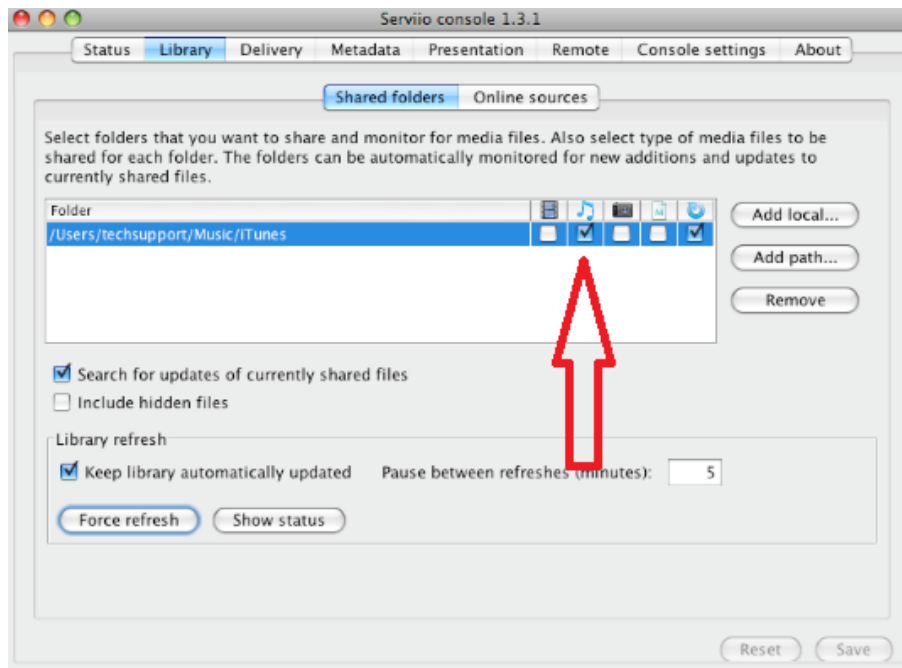 Serviio console 1.3.1
Status Library Delivery Metadata Presentation Remote Console settings About
Shared folders Online sources
Select folders that you want to share and monitor for media files. Also select type of media files to be
shared for each folder. The folders can be automatically monitored for new additions and updates to
currently shared files.
Folder
/Users/techsupport/Music/iTunes
Add local...
Add path...
Remove
Search for updates of currently shared files
Include hidden files
Library refresh
Keep library automatically updated Pause between refreshes (minutes): 5
Force refresh Show status
Reset Save